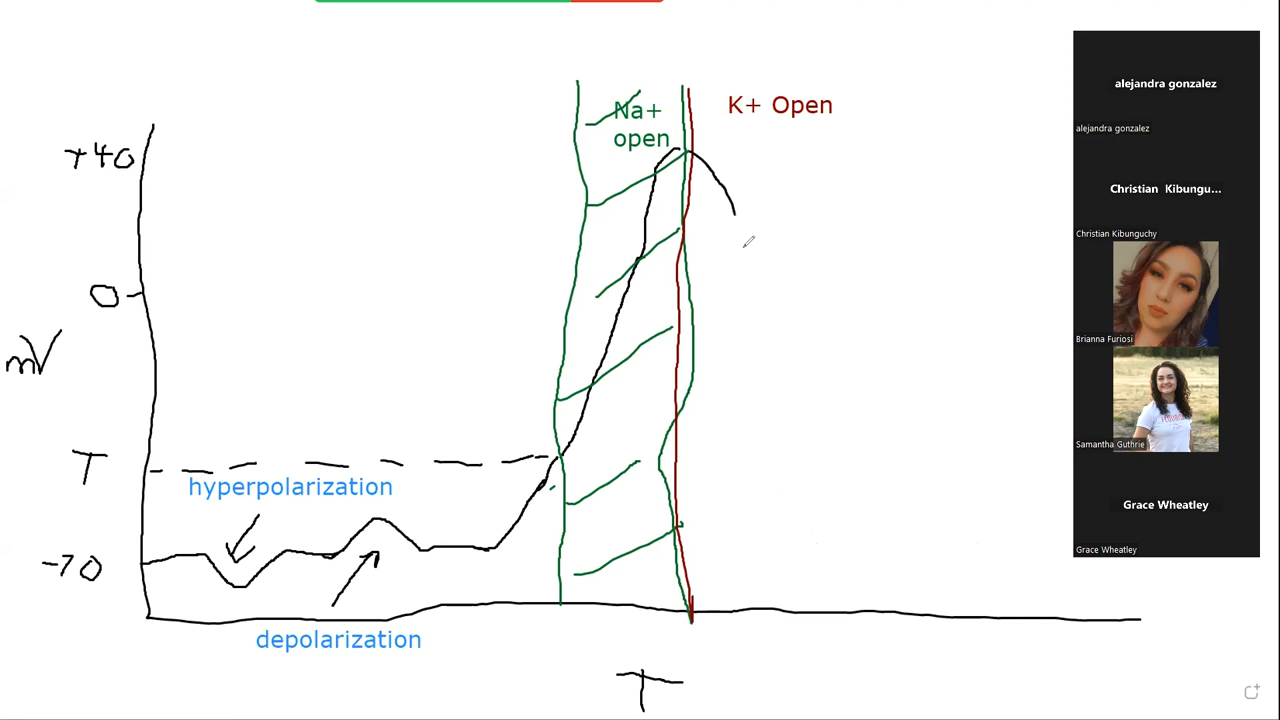 +40
Na+
open
K+ Open
0
mV
T
hyperpolarization
-70
depolarization
T
alejandra gonzalez
alejandra gonzalez
Christian Kibungu...
Christian Kibunguchy
Brianna Furiosi
Samantha Guthrie
Grace Wheatley
Grace Wheatley